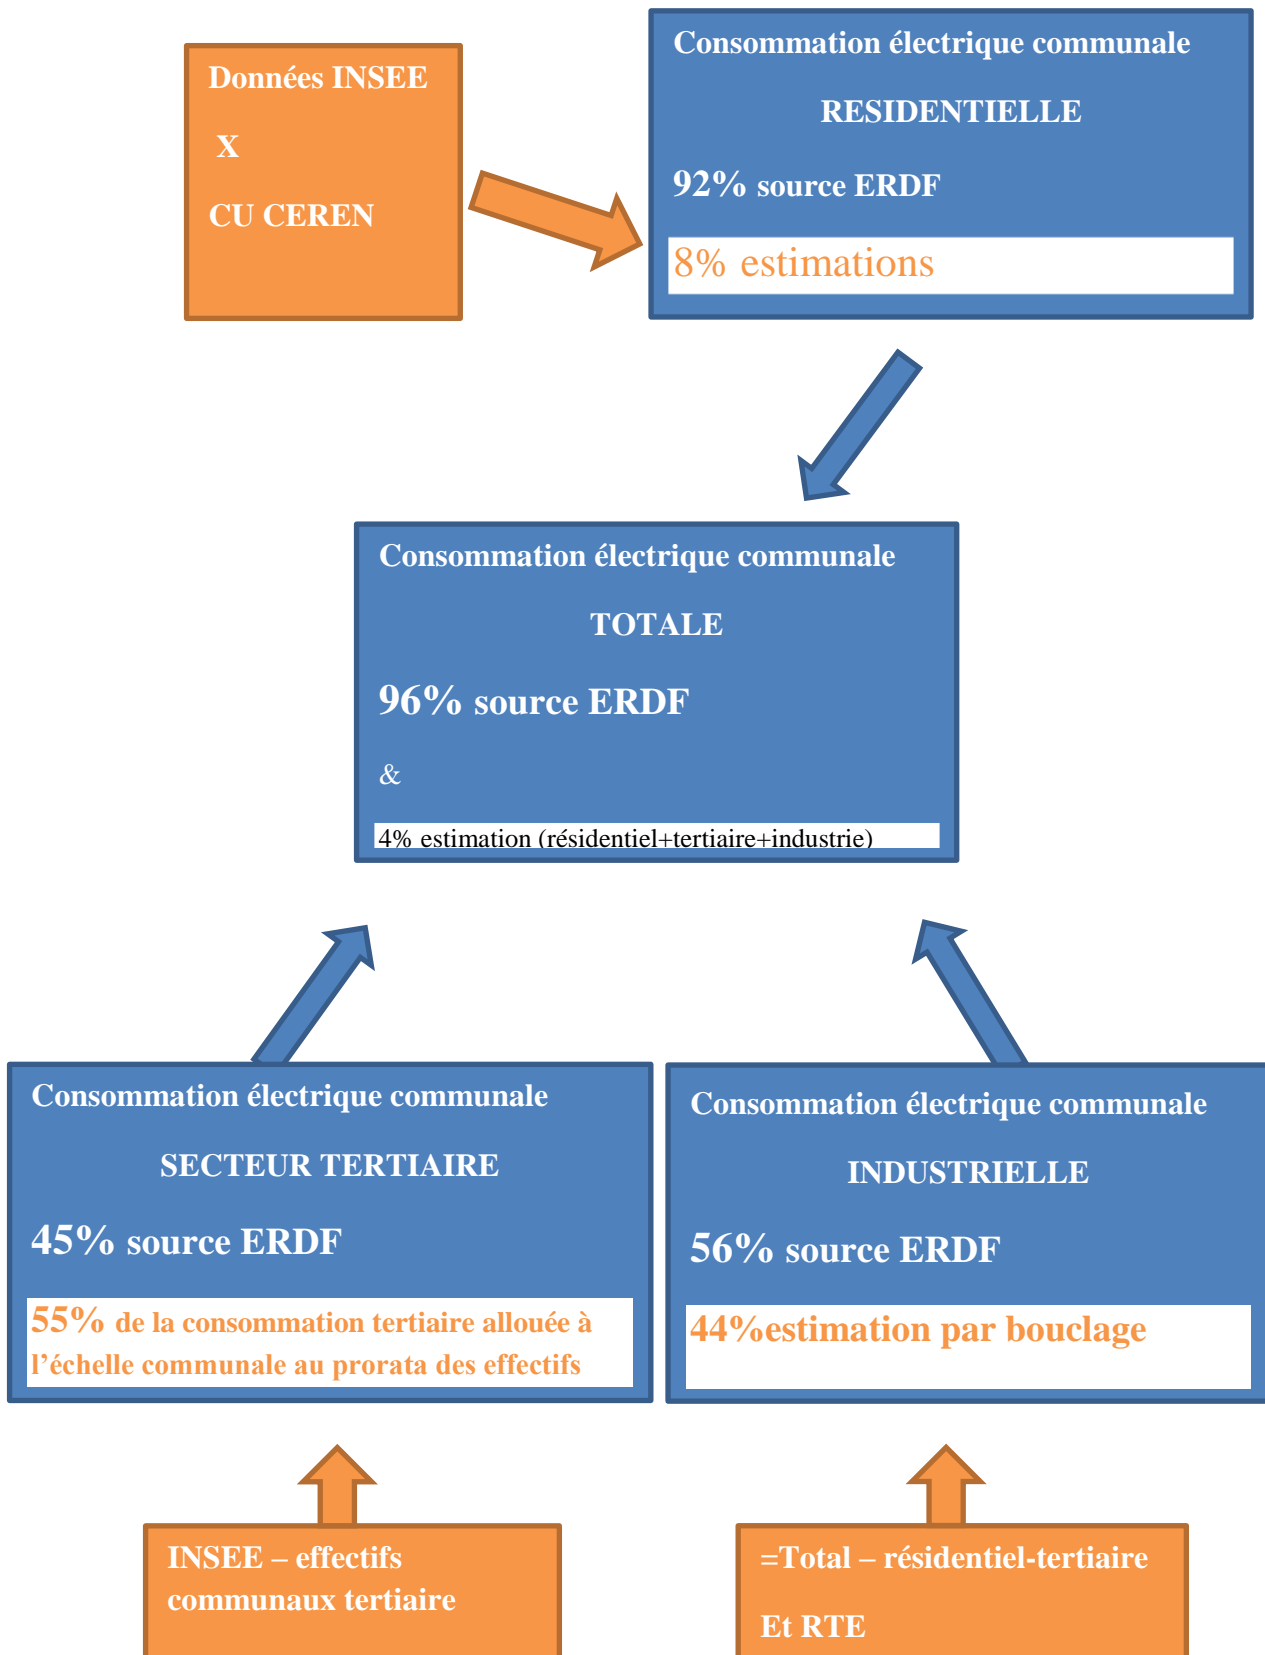 Données INSEE
X
CU CEREN
Consommation électrique communale
RESIDENTIELLE
92% source ERDF
8% estimations
Consommation électrique communale
TOTALE
96% source ERDF
&
4% estimation (résidentiel+tertiaire+industrie)
Consommation électrique communale
SECTEUR TERTIAIRE
45% source ERDF
55% de la consommation tertiaire allouée à
l’échelle communale au prorata des effectifs
Consommation électrique communale
INDUSTRIELLE
56% source ERDF
44%estimation par bouclage
INSEE – effectifs
communaux tertiaire
=Total – résidentiel-tertiaire
Et RTE